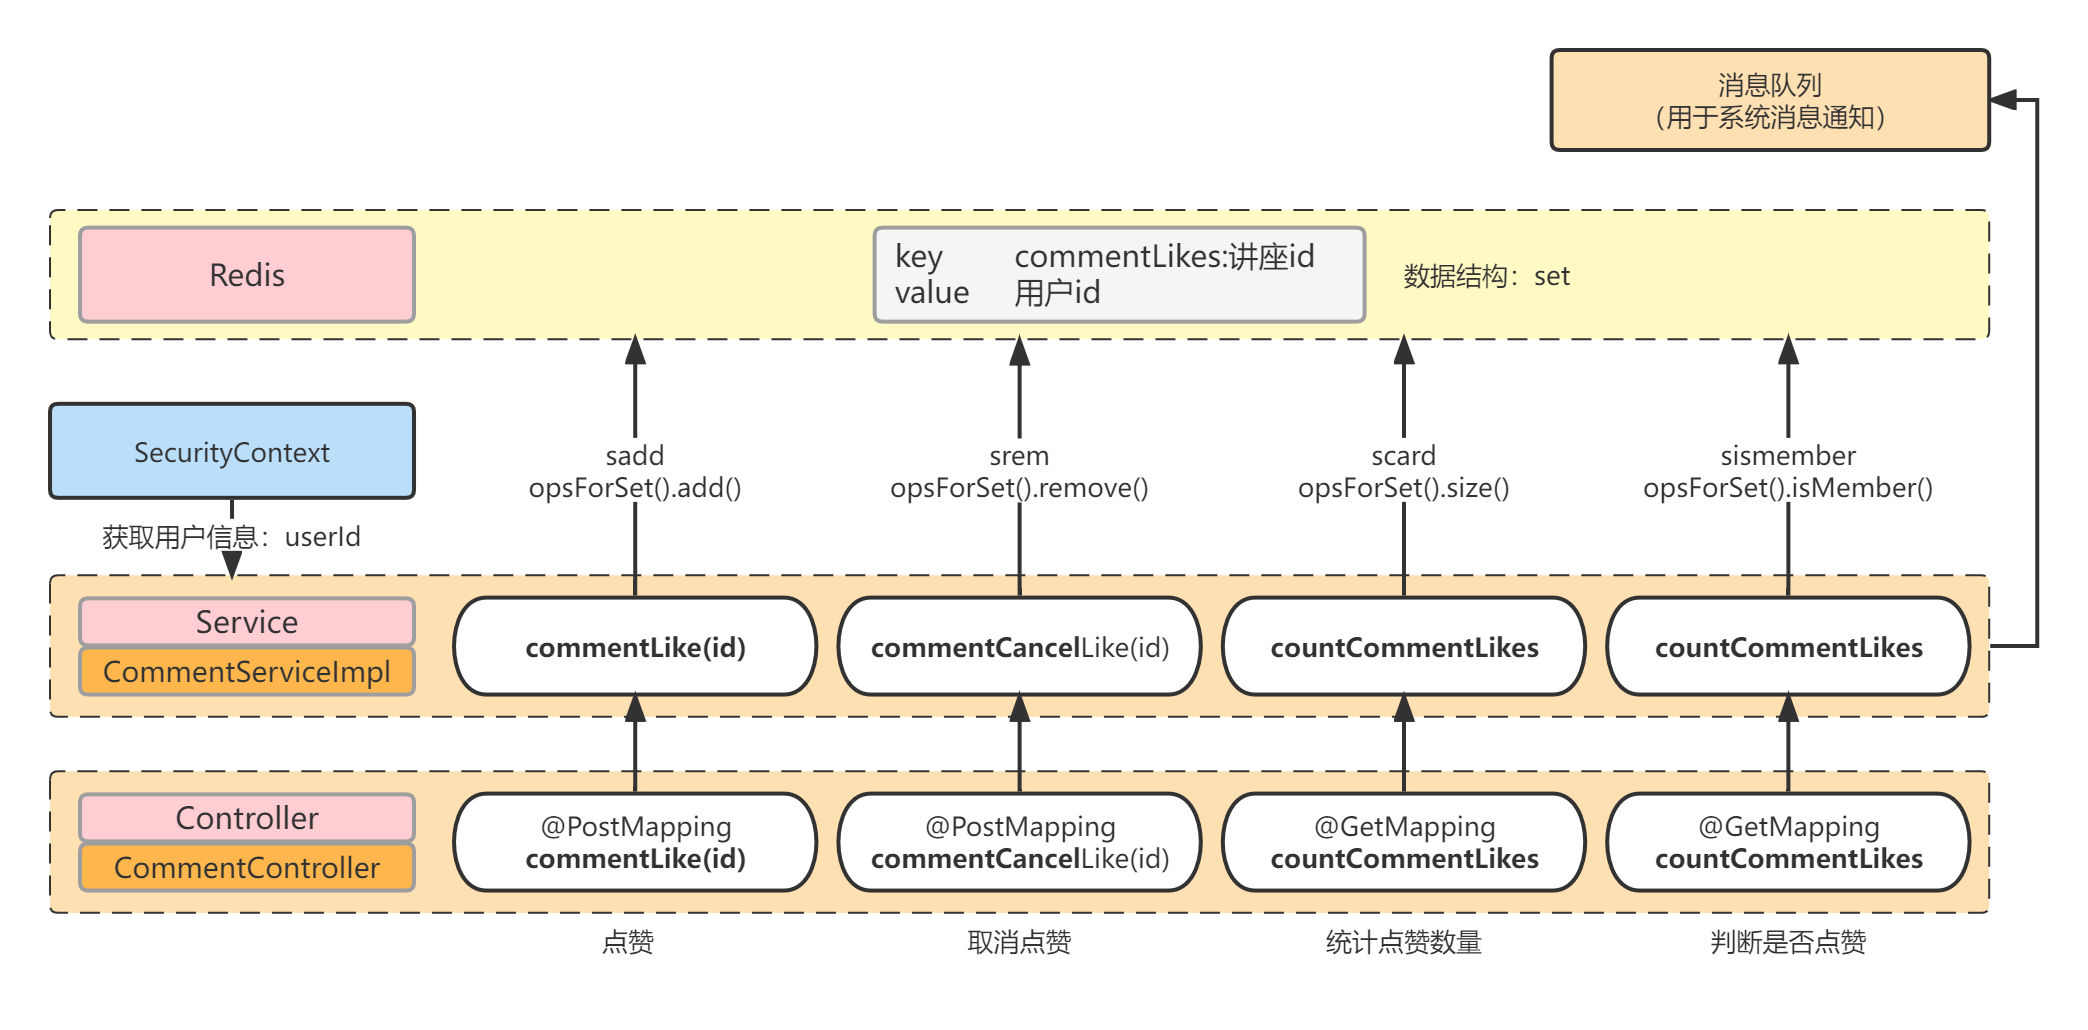 消息队列
（用于系统消息通知）
Redis
key commentLikes:讲座id
value 用户id
数据结构：set
SecurityContext
获取用户信息：userId
sadd
opsForSet().add()
srem
opsForSet().remove()
scard
opsForSet().size()
sismember
opsForSet().isMember()
Service
CommentServiceImpl
commentLike(id)
commentCancelLike(id)
countCommentLikes
countCommentLikes
Controller
CommentController
@PostMapping
commentLike(id)
@PostMapping
commentCancelLike(id)
@GetMapping
countCommentLikes
@GetMapping
countCommentLikes
点赞
取消点赞
统计点赞数量
判断是否点赞